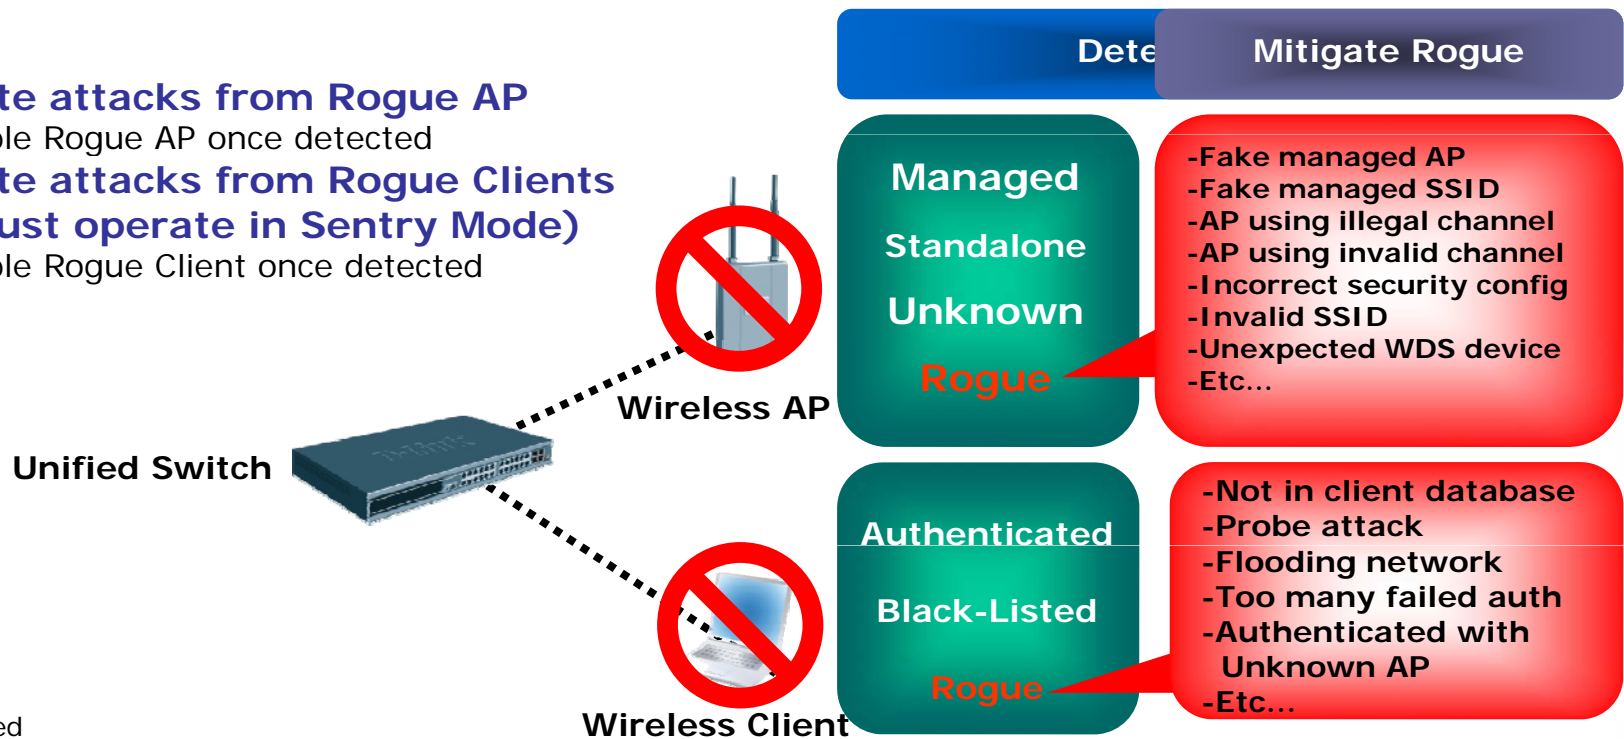 Dete
Mitigate Rogue
te attacks from Rogue AP
ble Rogue AP once detected
te attacks from Rogue Clients
ust operate in Sentry Mode)
ble Rogue Client once detected
Managed
Standalone
Unknown
Rogue
-Fake managed AP
-Fake managed SSID
-AP using illegal channel
-AP using invalid channel
-Incorrect security config
-Invalid SSID
-Unexpected WDS device
-Etc...
Wireless AP
Unified Switch
D-Link
Authenticated
Black-Listed
Rogue
-Not in client database
-Probe attack
-Flooding network
-Too many failed auth
-Authenticated with
Unknown AP
-Etc...
Wireless Client
ed